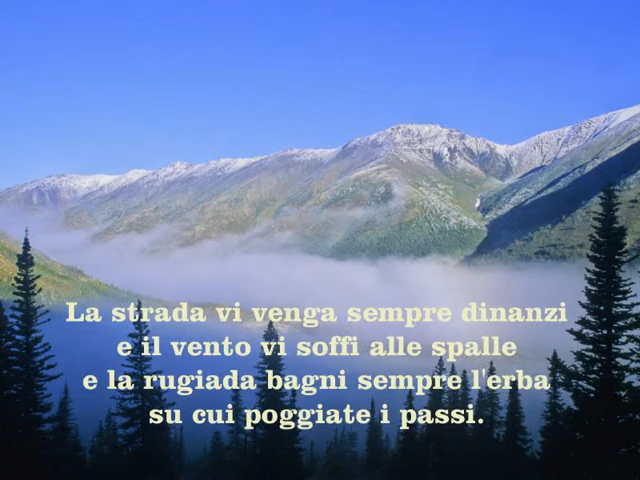 La strada vi venga sempre dinanzi
e il vento vi soffi alle spalle
e la rugiada bagni sempre l'erba
su cui poggiate i passi.